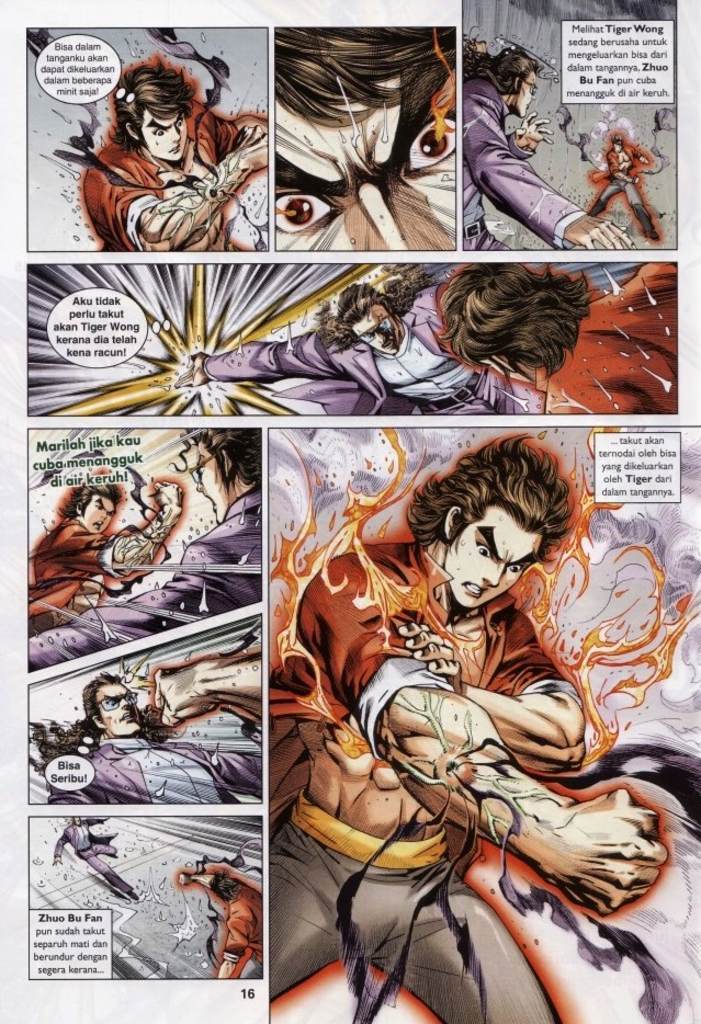 Bisa dalam
tanganku akan
dapat dikeluarkan
dalam beberapa
minit saja!
Melihat Tiger Wong
sedang berusaha untuk
mengeluarkan bisa dari
dalam tangannya, Zhuo
Bu Fan pun cuba
menangguk di air keruh.
Aku tidak
perlu takut
akan Tiger Wong
kerana dia telah
kena racun!
Marilah jika kau
cuba menangguk
di air keruh!
Bisa
Seribu!
Zhuo Bu Fan
pun sudah takut
separuh mati dan
berundur dengan
segera kerana...
... takut akan
ternodai oleh bisa
yang dikeluarkan
oleh Tiger dari
dalam tangannya.
16